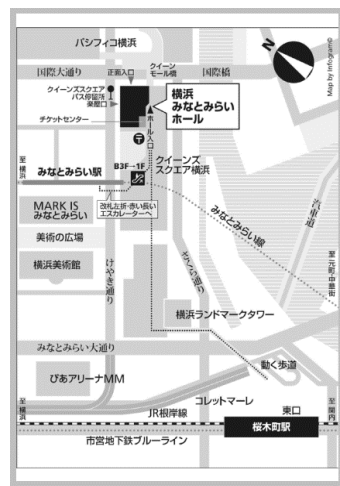 パシフィコ横浜
国際大通り
正面入口
クイーン
モール橋
国際橋
N
Map by Infogram©
クイーンズスクエア
バス停留所
楽屋口
チケットセンター
横浜
みなとみらい
ホール
ホール入口
至横浜
みなとみらい駅
B3F→1F
クイーンズ
スクエア横浜
改札左折・赤い長い
エスカレーターへ
MARK IS
みなとみらい
美術の広場
横浜美術館
けやき通り
さくら通り
みなとみらい線
汽車道
至元町・中華街
横浜ランドマークタワー
みなとみらい大通り
動く歩道
ぴあアリーナMM
コレットマーレ
至横浜
JR根岸線
東口
至関内
桜木町駅
市営地下鉄ブルーライン